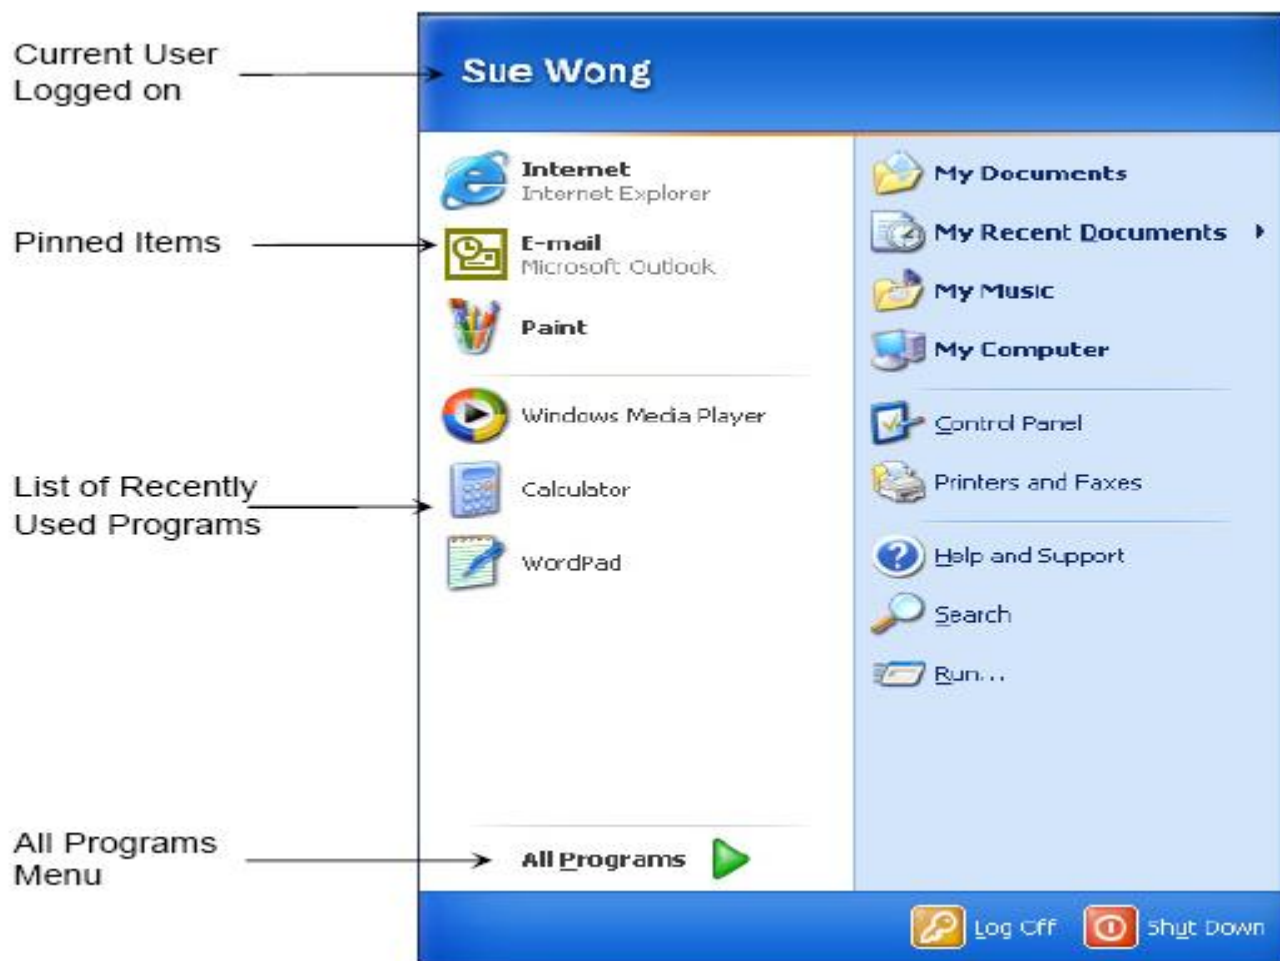 Current User
Logged on
Sue Wong
Pinned Items
Internet
Internet Explorer
E-mail
Microsoft Outlook
Paint
List of Recently
Used Programs
Windows Media Player
Calculator
WordPad
All Programs
Menu
All Programs
My Documents
My Recent Documents
My Music
My Computer
Control Panel
Printers and Faxes
Help and Support
Search
Run...
Log Off
Shut Down